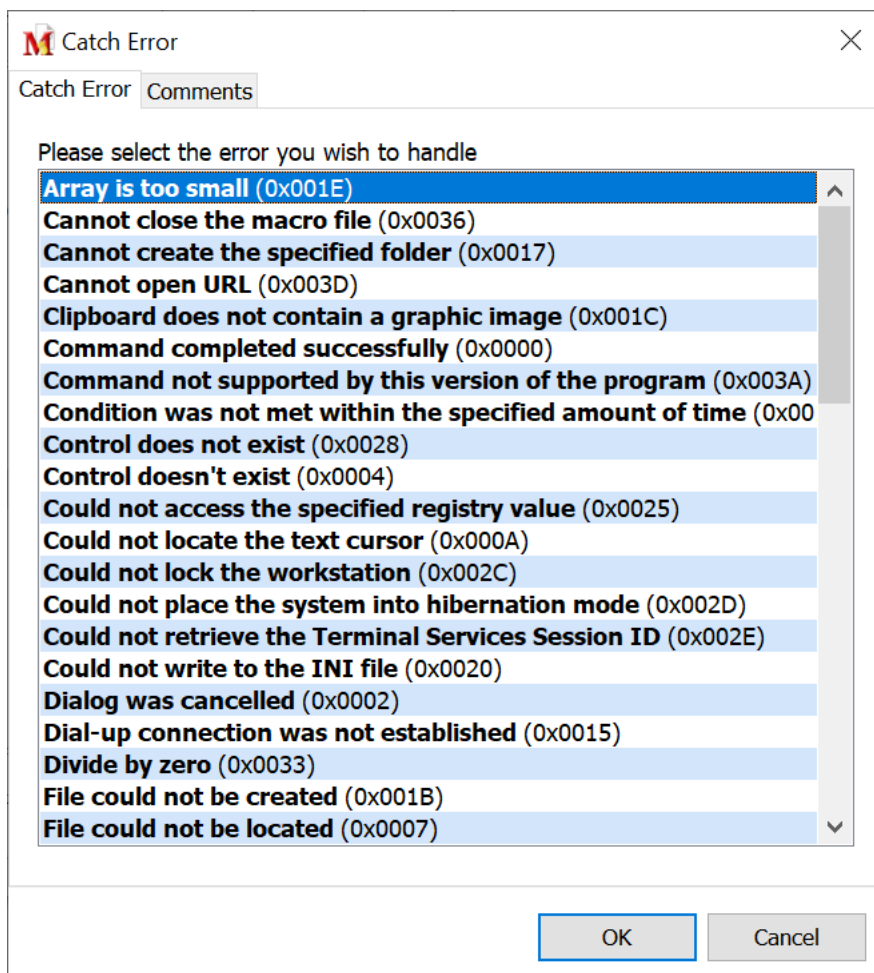 Catch Error
Catch Error Comments
Please select the error you wish to handle
Array is too small (0x001E)
Cannot close the macro file (0x0036)
Cannot create the specified folder (0x0017)
Cannot open URL (0x003D)
Clipboard does not contain a graphic image (0x001C)
Command completed successfully (0x0000)
Command not supported by this version of the program (0x003A)
Condition was not met within the specified amount of time (0x00
Control does not exist (0x0028)
Control doesn't exist (0x0004)
Could not access the specified registry value (0x0025)
Could not locate the text cursor (0x000A)
Could not lock the workstation (0x002C)
Could not place the system into hibernation mode (0x002D)
Could not retrieve the Terminal Services Session ID (0x002E)
Could not write to the INI file (0x0020)
Dialog was cancelled (0x0002)
Dial-up connection was not established (0x0015)
Divide by zero (0x0033)
File could not be created (0x001B)
File could not be located (0x0007)
OK Cancel